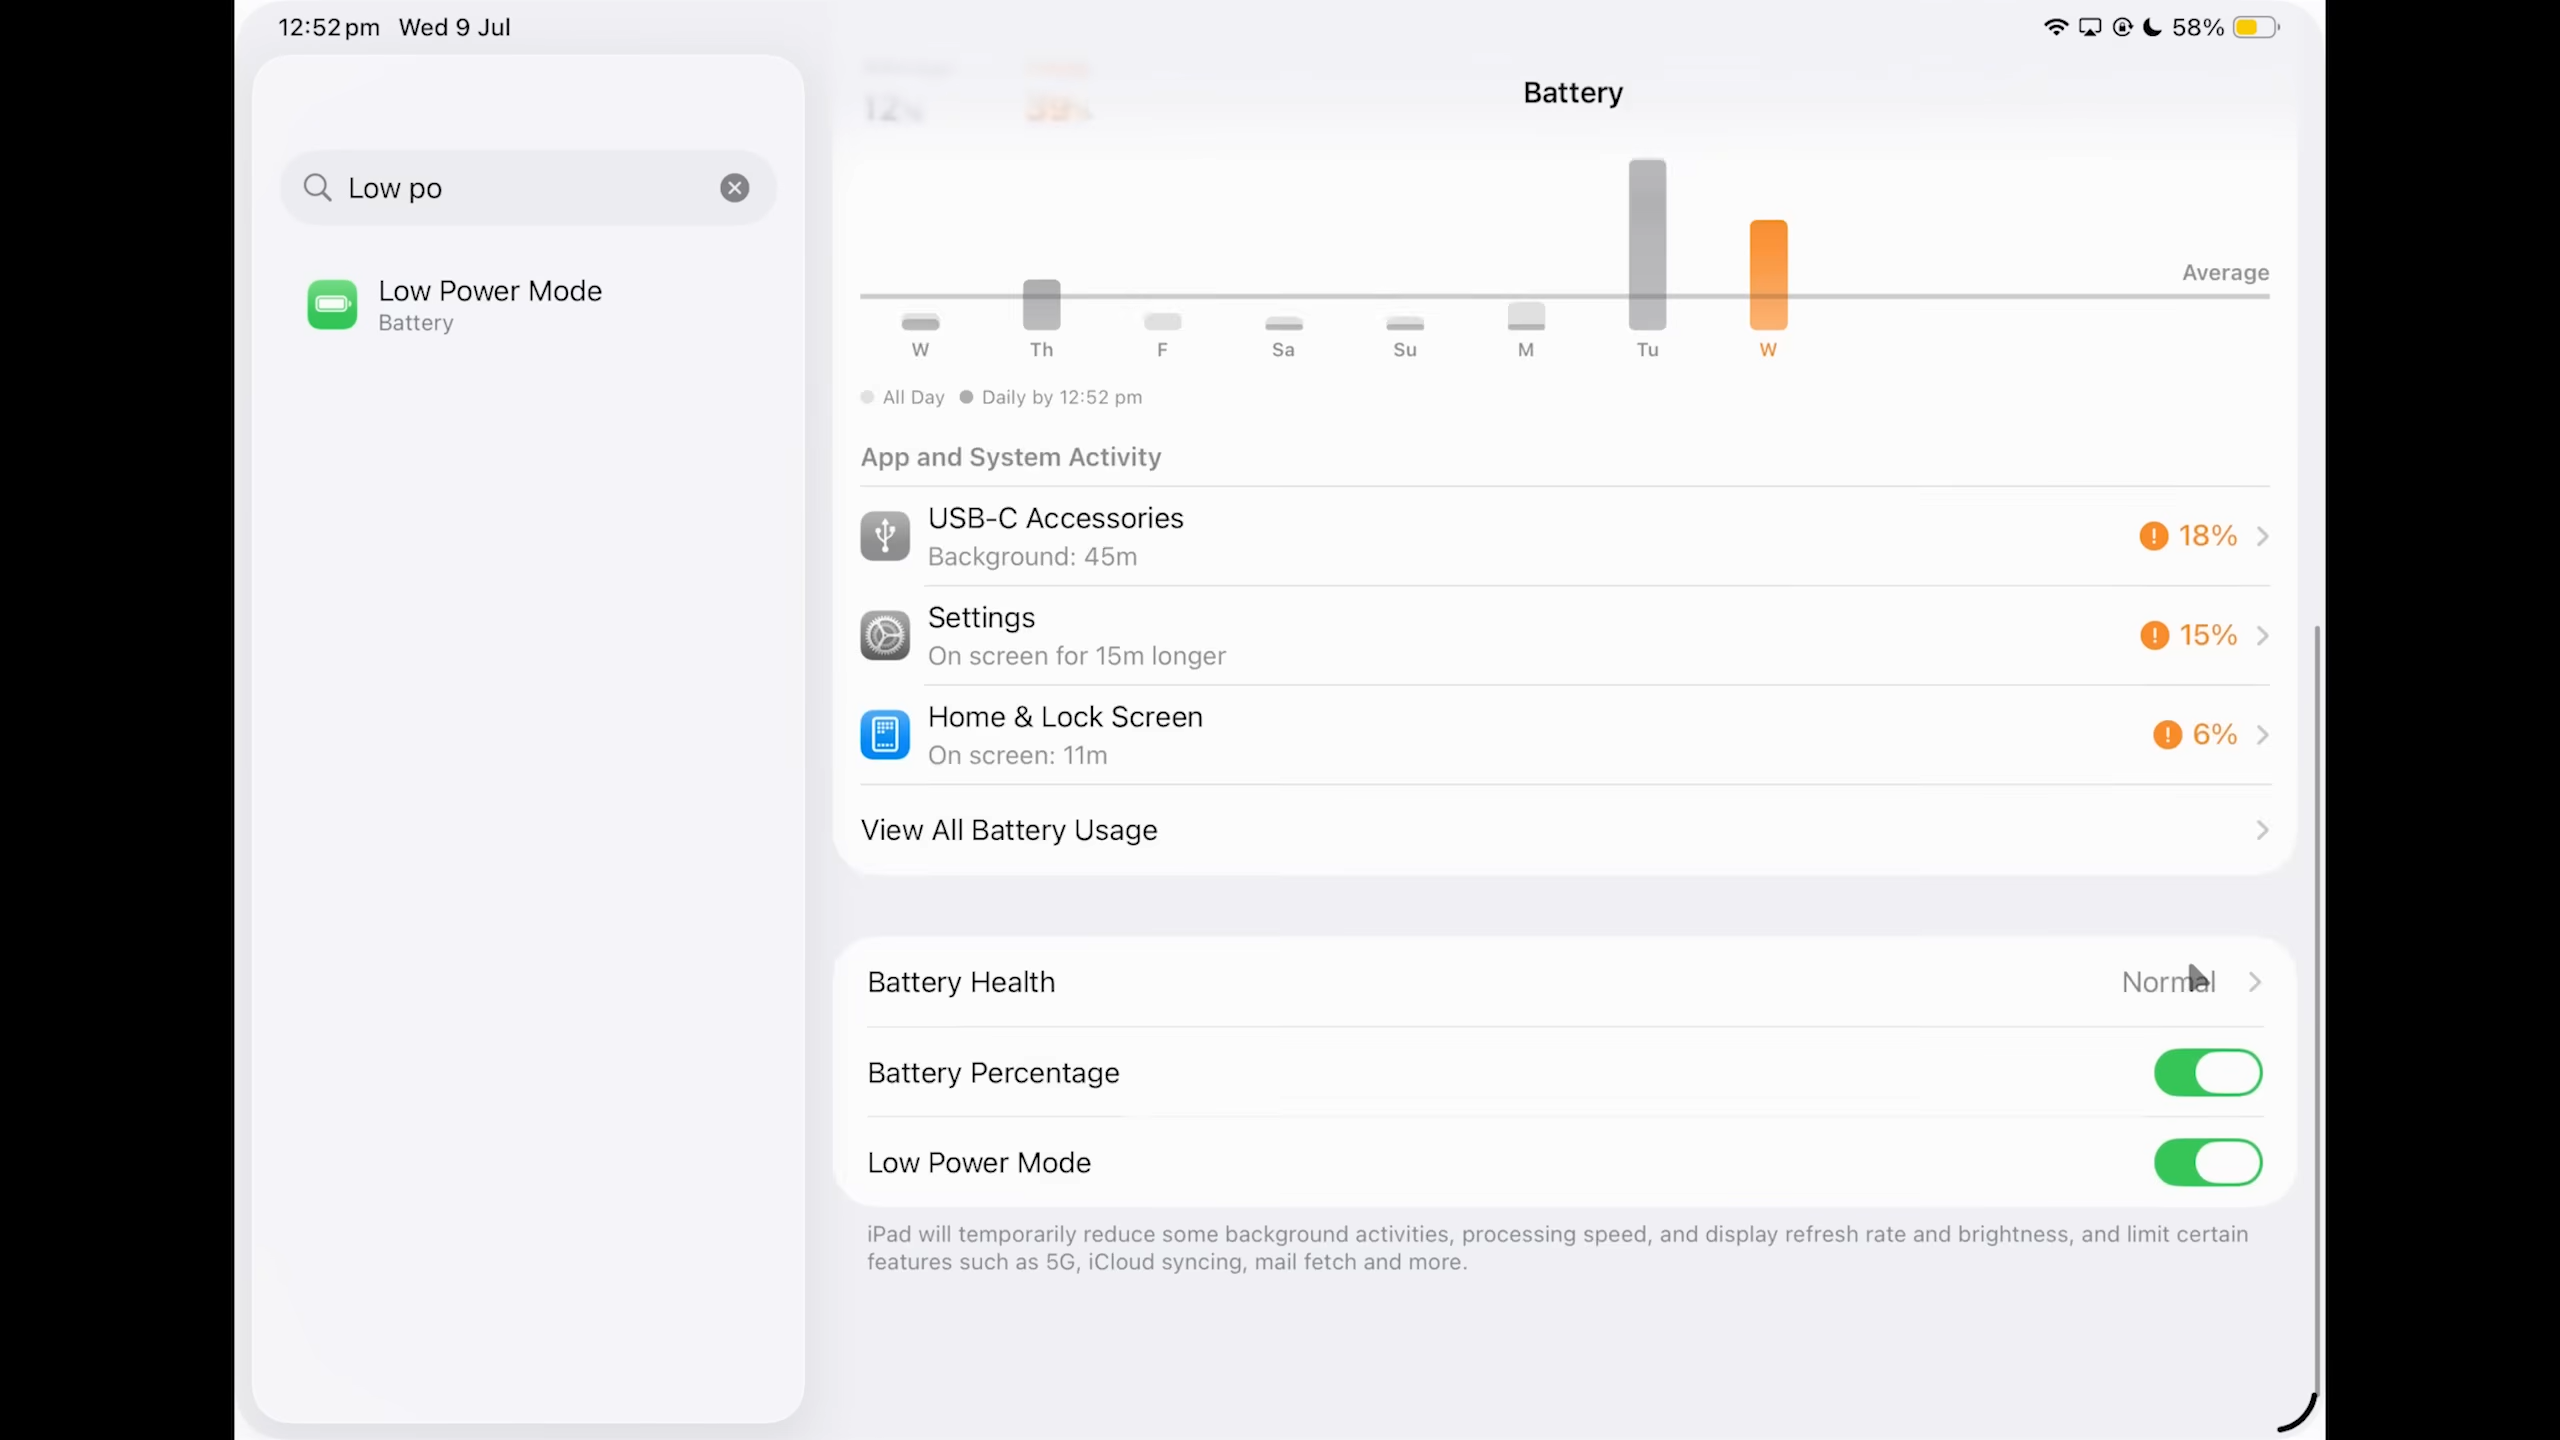 12:52 pm Wed 9 Jul
58%
Low po
Low Power Mode
Battery
Battery
12%
39%
Average
W Th F Sa Su M Tu W
All Day Daily by 12:52 pm
App and System Activity
USB-C Accessories
Background: 45m
18%
Settings
On screen for 15m longer
15%
Home & Lock Screen
On screen: 11m
6%
View All Battery Usage
Battery Health
Normal
Battery Percentage
Low Power Mode
iPad will temporarily reduce some background activities, processing speed, and display refresh rate and brightness, and limit certain
features such as 5G, iCloud syncing, mail fetch and more.